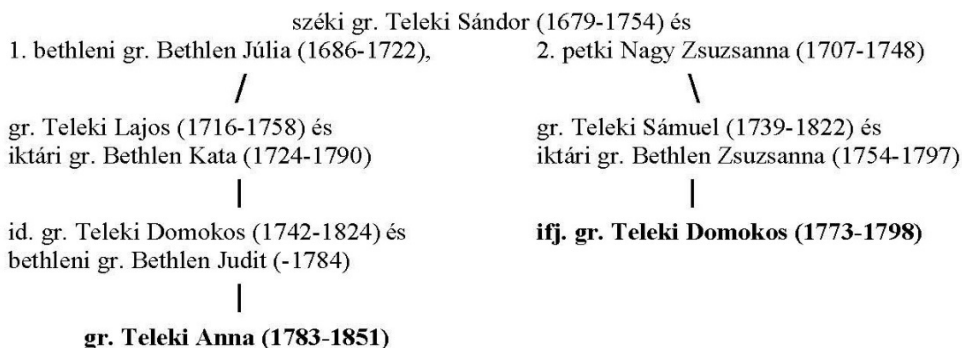 széki gr. Teleki Sándor (1679-1754) és
1. bethleni gr. Bethlen Júlia (1686-1722),
2. petki Nagy Zsuzsanna (1707-1748)
gr. Teleki Lajos (1716-1758) és
iktári gr. Bethlen Kata (1724-1790)
gr. Teleki Sámuel (1739-1822) és
iktári gr. Bethlen Zsuzsanna (1754-1797)
id. gr. Teleki Domokos (1742-1824) és
bethleni gr. Bethlen Judit (-1784)
ifj. gr. Teleki Domokos (1773-1798)
gr. Teleki Anna (1783-1851)